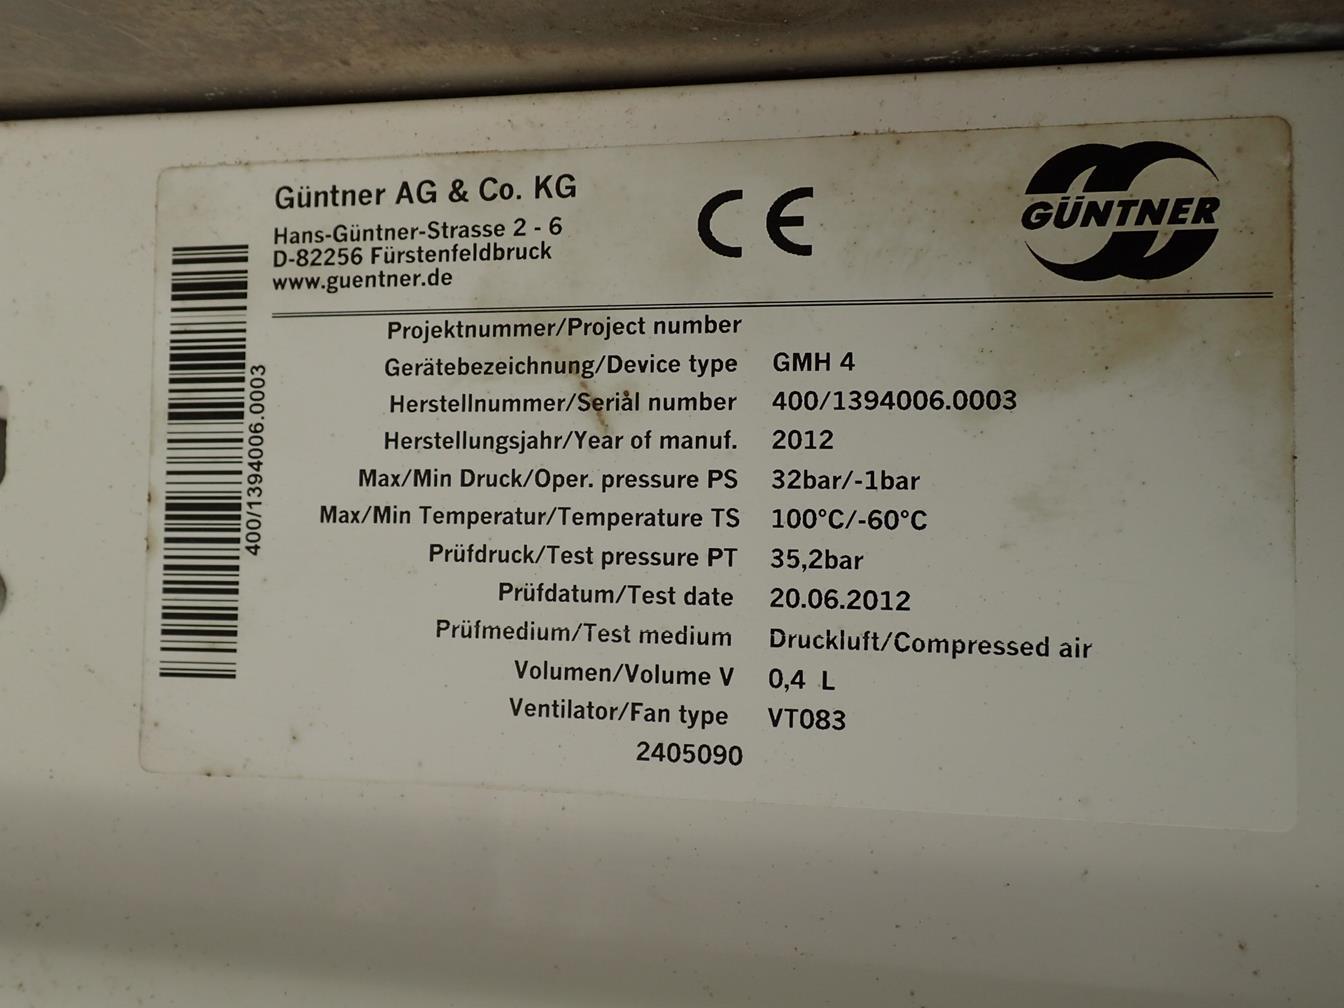 Güntner AG & Co. KG
Hans-Güntner-Strasse 2 - 6
D-82256 Fürstenfeldbruck
www.guentner.de
CE
GÜNTNER
400/1394006.0003
Projektnummer/Project number
Gerätebezeichnung/Device type GMH 4
Herstellnummer/Serial number 400/1394006.0003
Herstellungsjahr/Year of manuf. 2012
Max/Min Druck/Oper. pressure PS 32bar/-1bar
Max/Min Temperatur/Temperature TS 100°C/-60°C
Prüfdruck/Test pressure PT 35,2bar
Prüfdatum/Test date 20.06.2012
Prüfmedium/Test medium Druckluft/Compressed air
Volumen/Volume V 0,4 L
Ventilator/Fan type VT083
2405090